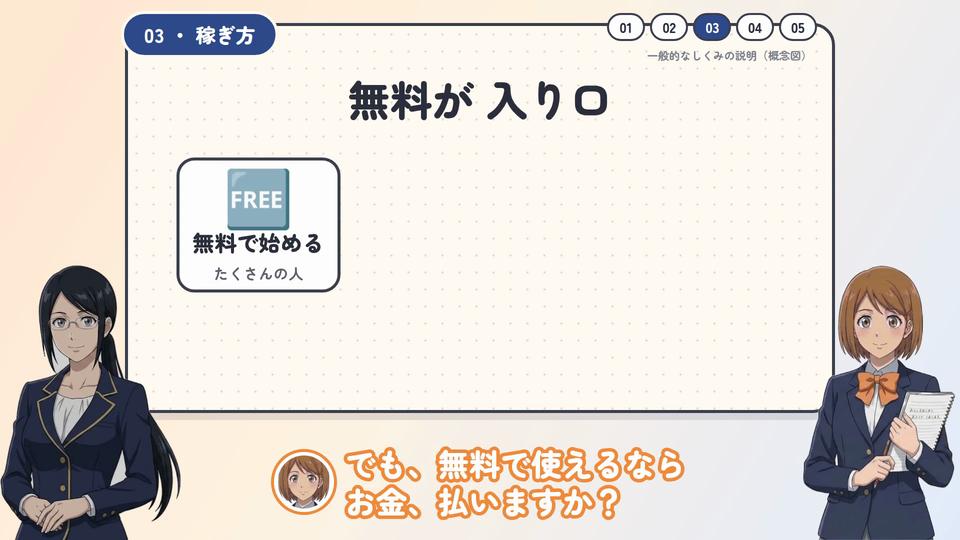 03 ・ 稼ぎ方
01 02 03 04 05
一般的なしくみの説明（概念図）
無料が 入り口
FREE
無料で始める
たくさんの人
でも、無料で使えるなら
お金、払いますか？